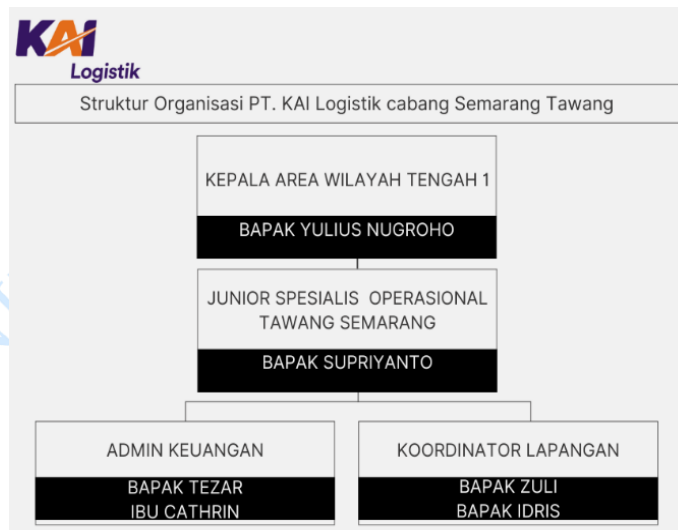 KAI
Logistik
Struktur Organisasi PT. KAI Logistik cabang Semarang Tawang
KEPALA AREA WILAYAH TENGAH 1
BAPAK YULIUS NUGROHO
JUNIOR SPESIALIS OPERASIONAL
TAWANG SEMARANG
BAPAK SUPRIYANTO
ADMIN KEUANGAN
BAPAK TEZAR
IBU CATHRIN
KOORDINATOR LAPANGAN
BAPAK ZULI
BAPAK IDRIS